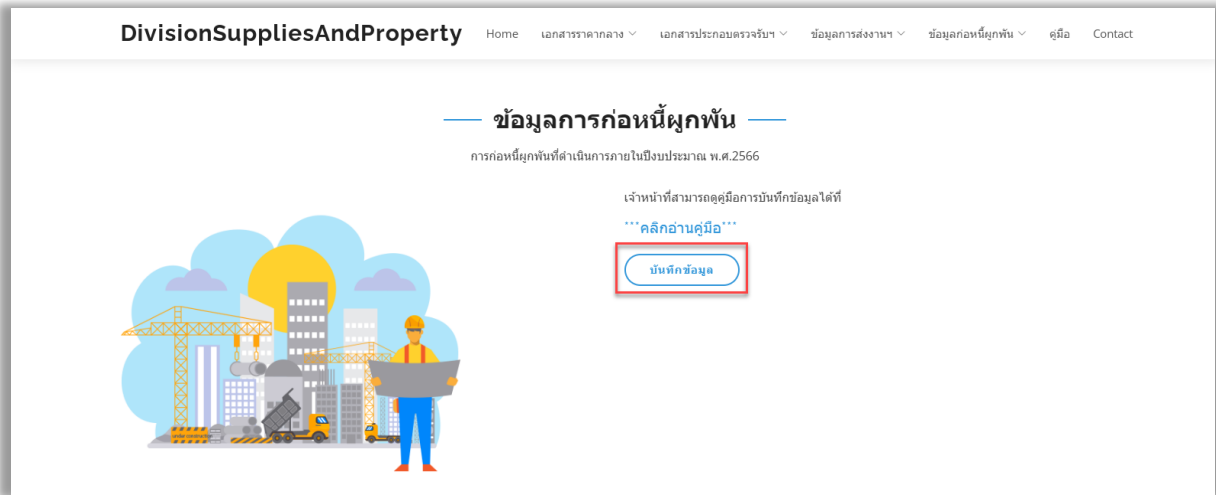 DivisionSuppliesAndProperty Home เอกสารราคากลาง เอกสารประกอบตรวจรับฯ ข้อมูลการส่งงานฯ ข้อมูลก่อหนี้ผูกพัน คู่มือ Contact
ข้อมูลการก่อหนี้ผูกพัน
การก่อหนี้ผูกพันที่ดำเนินการภายในปีงบประมาณ พ.ศ.2566
เจ้าหน้าที่สามารถดูคู่มือการบันทึกข้อมูลได้ที่
***คลิกอ่านคู่มือ***
บันทึกข้อมูล
under construction